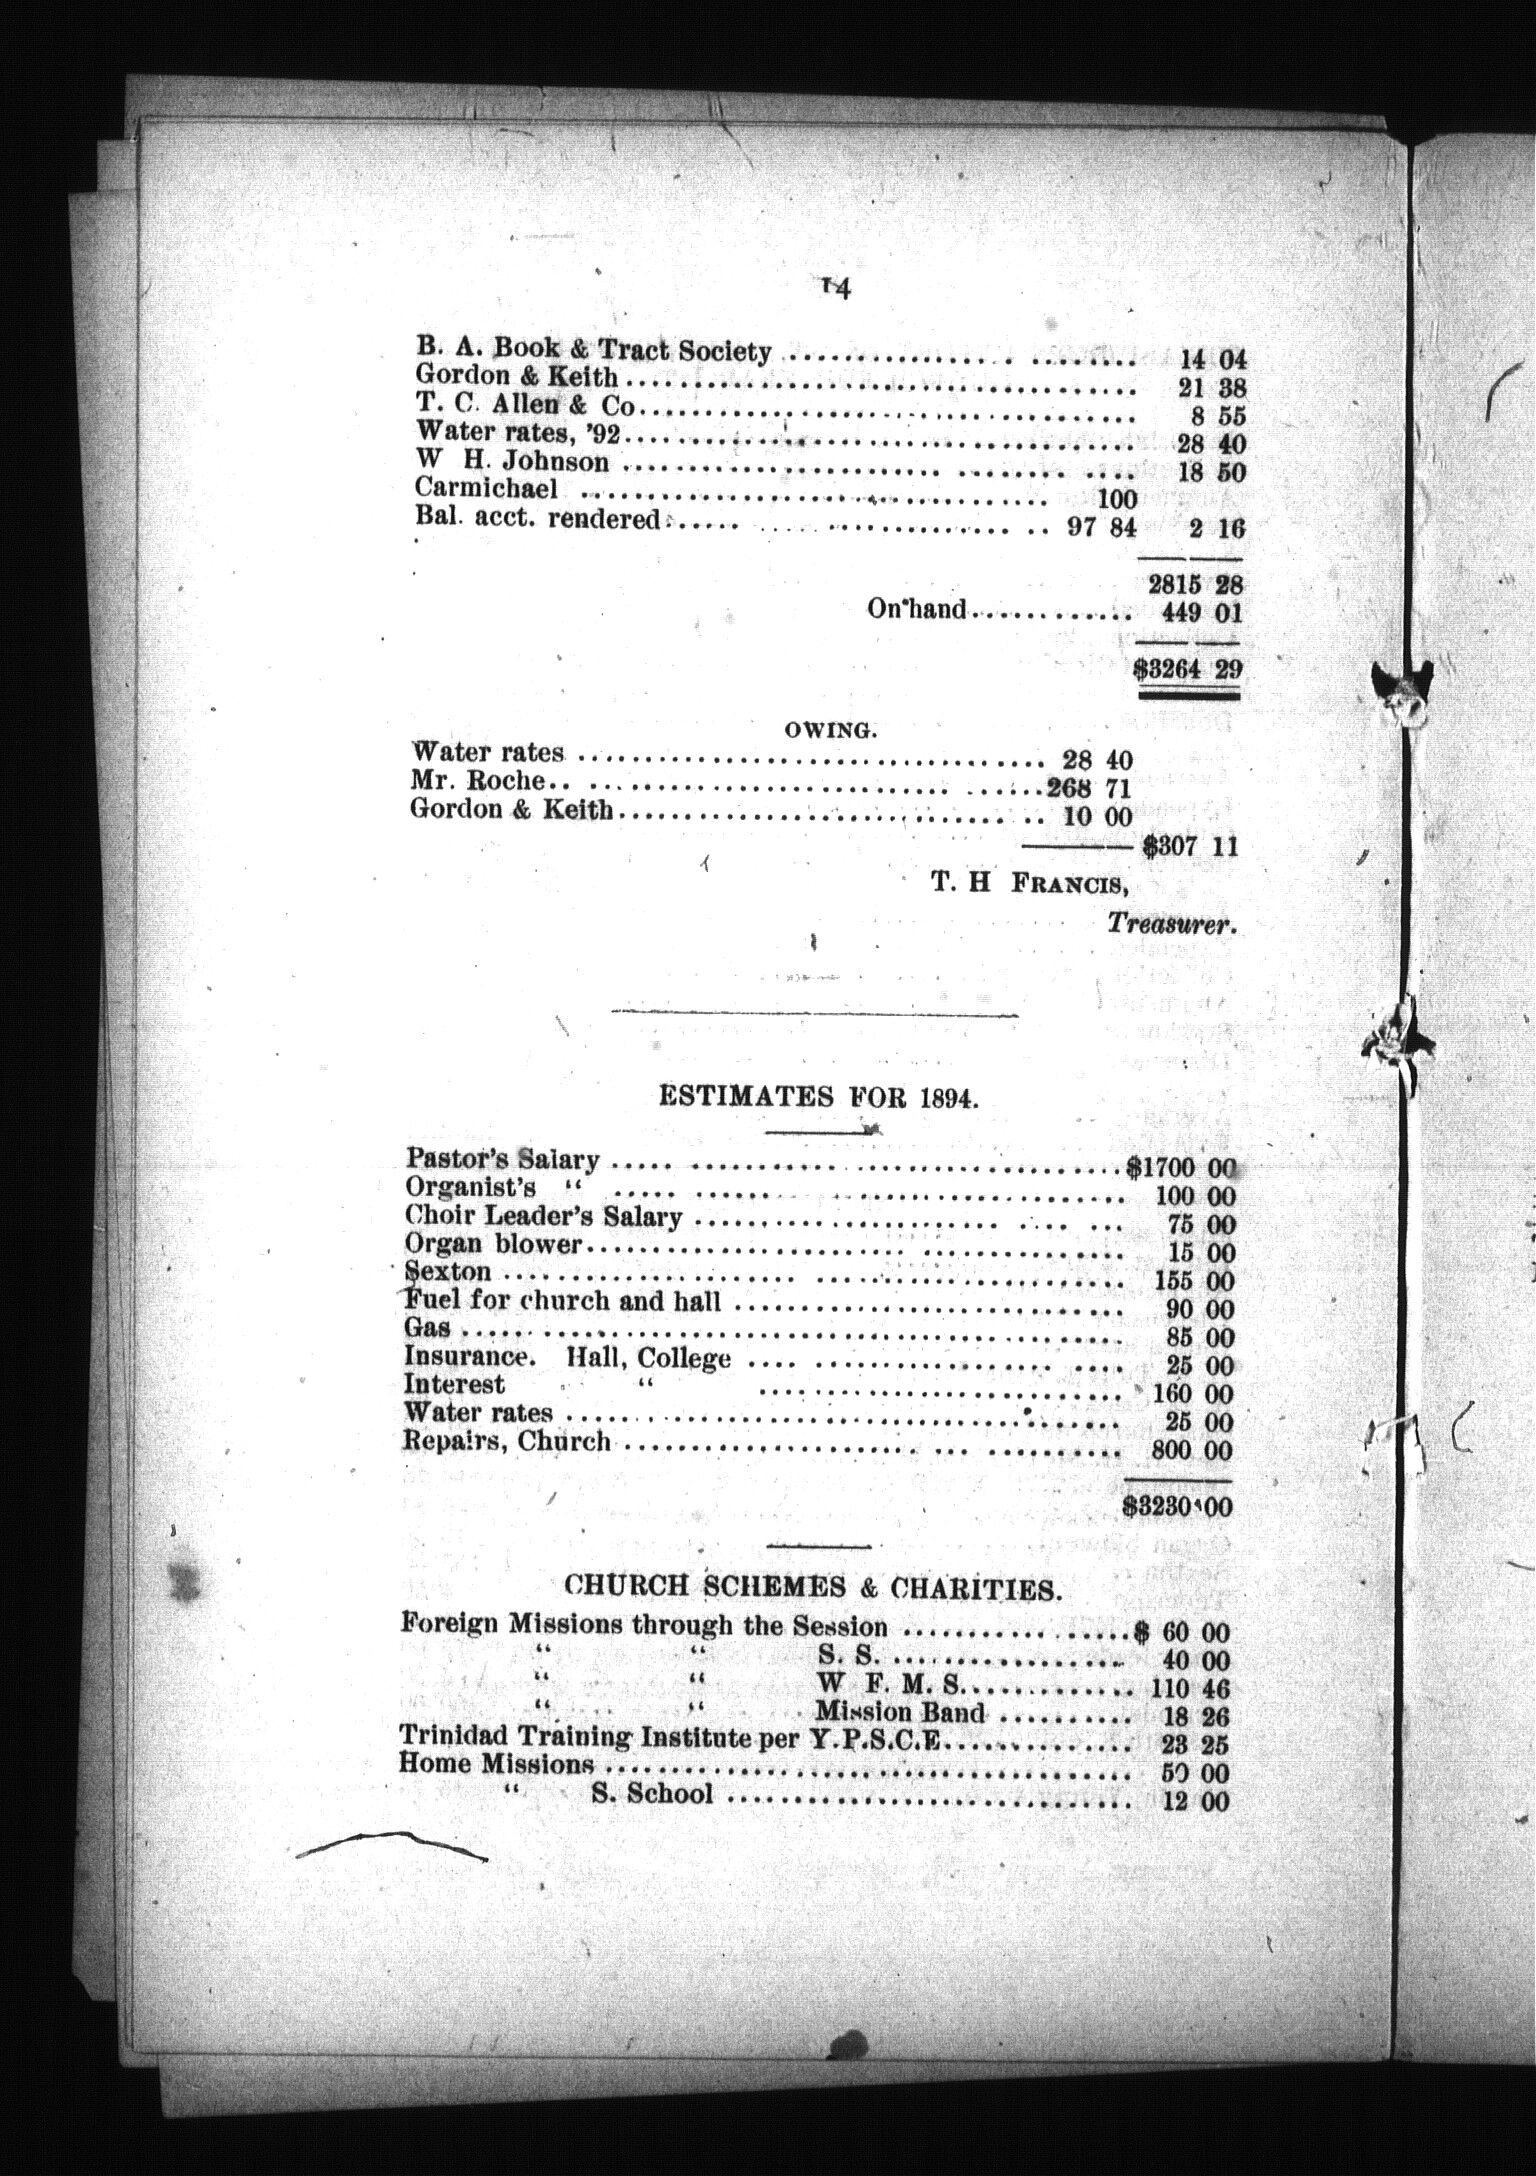 14
B. A. Book & Tract Society .......................... 14 04
Gordon & Keith ...................................... 21 38
T. C. Allen & Co..................................... 8 55
Water rates, '92..................................... 28 40
W H. Johnson ........................................ 18 50
Carmichael .................................. 100
Bal. acct. rendered.......................... 97 84 2 16
2815 28
On hand............ 449 01
$3264 29
OWING.
Water rates ................................... 28 40
Mr. Roche.. ................................... 268 71
Gordon & Keith................................. 10 00
$307 11
T. H FRANCIS,
Treasurer.
ESTIMATES FOR 1894.
Pastor's Salary ..................................... $1700 00
Organist's “ ..................................... 100 00
Choir Leader's Salary ............................... 75 00
Organ blower......................................... 15 00
Sexton .............................................. 155 00
Fuel for church and hall ............................ 90 00
Gas ................................................. 85 00
Insurance. Hall, College ............................ 25 00
Interest “ ........................... 160 00
Water rates ......................................... 25 00
Repairs, Church ..................................... 800 00
$3230 00
CHURCH SCHEMES & CHARITIES.
Foreign Missions through the Session ................ $ 60 00
“ “ S. S. ................. 40 00
“ “ W F. M. S............. 110 46
“ “ Mission Band .......... 18 26
Trinidad Training Institute per Y.P.S.C.E.............. 23 25
Home Missions ....................................... 50 00
“ S. School ............................... 12 00